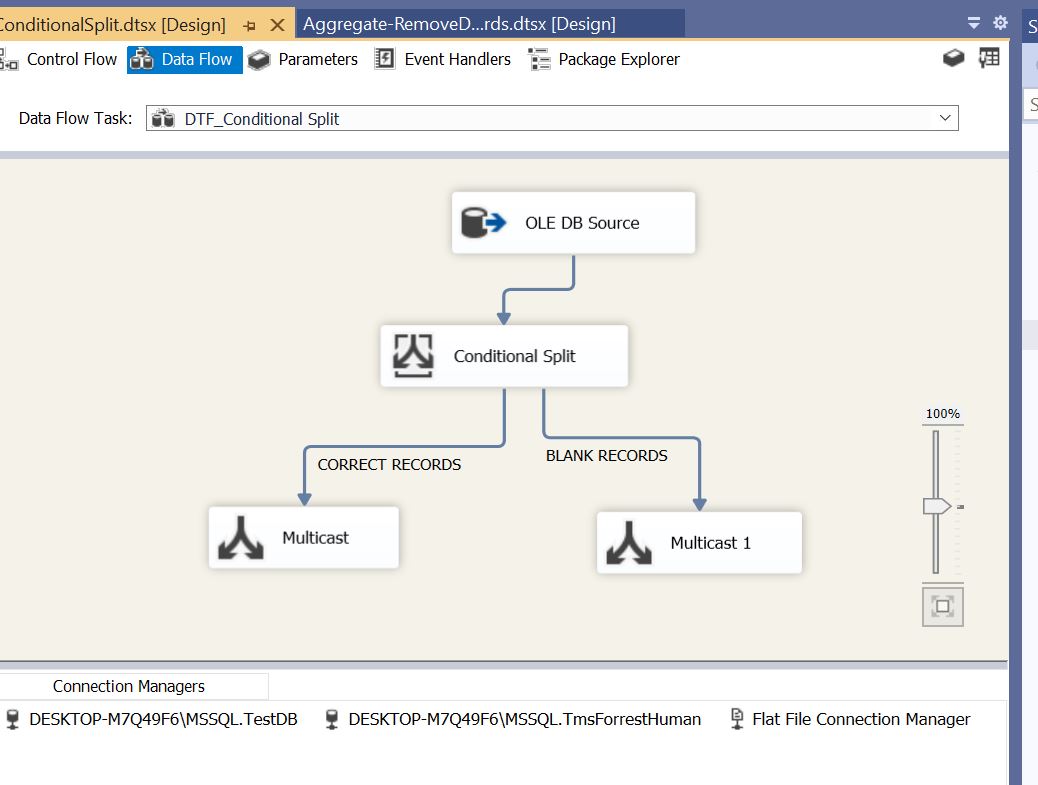 ConditionalSplit.dtsx [Design] Aggregate-RemoveD...rds.dtsx [Design] S
Control Flow Data Flow Parameters Event Handlers Package Explorer
S
Data Flow Task: DTF_Conditional Split
OLE DB Source
Conditional Split
100%
CORRECT RECORDS BLANK RECORDS
Multicast Multicast 1
Connection Managers
DESKTOP-M7Q49F6\MSSQL.TestDB DESKTOP-M7Q49F6\MSSQL.TmsForrestHuman Flat File Connection Manager